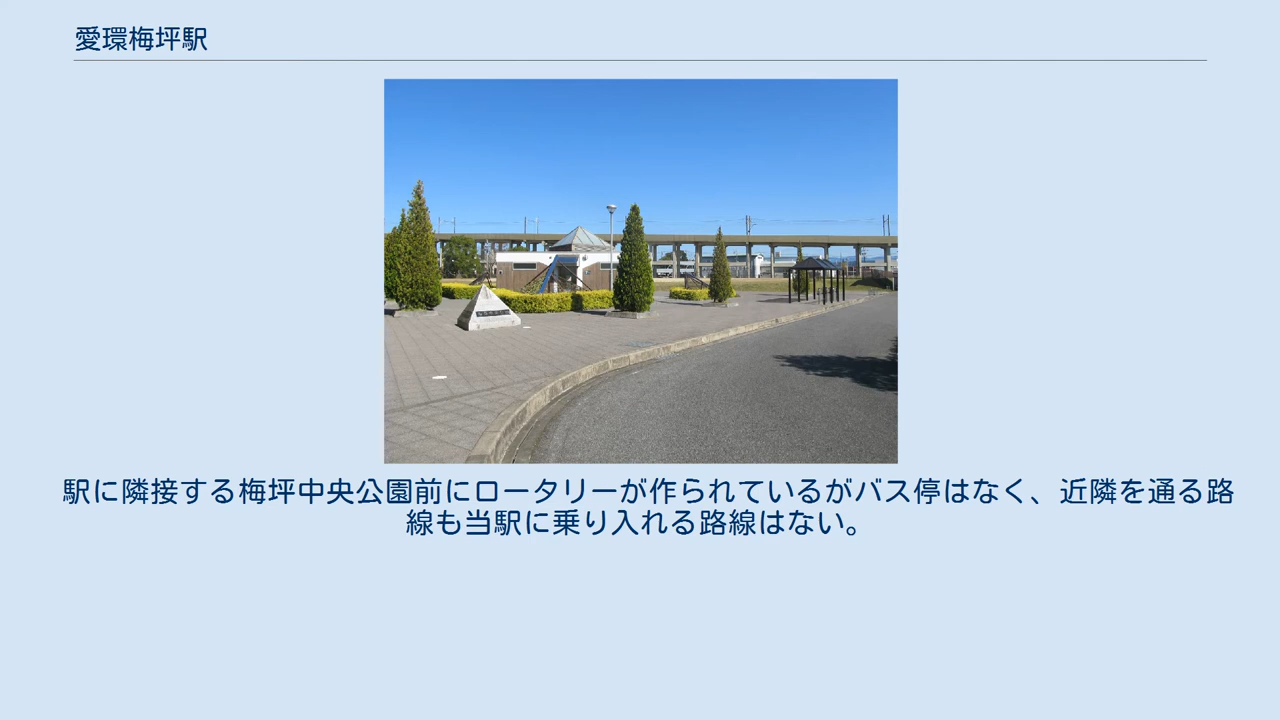 愛環梅坪駅
駅に隣接する梅坪中央公園前にロータリーが作られているがバス停はなく、近隣を通る路
線も当駅に乗り入れる路線はない。